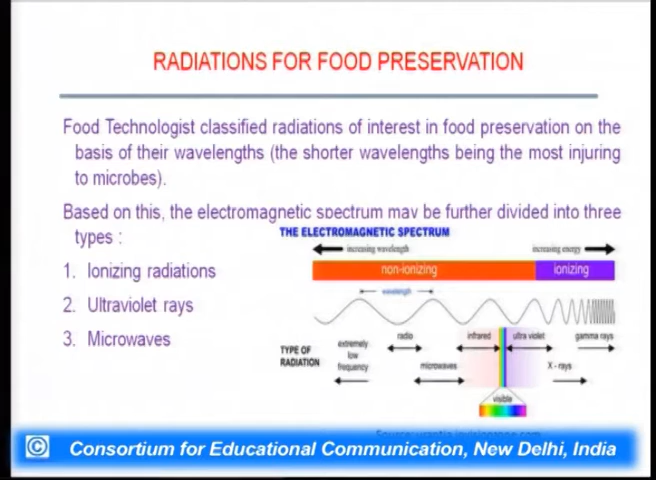 RADIATIONS FOR FOOD PRESERVATION
Food Technologist classified radiations of interest in food preservation on the
basis of their wavelengths (the shorter wavelengths being the most injuring
to microbes).
Based on this, the electromagnetic spectrum may be further divided into three
types :
1. Ionizing radiations
2. Ultraviolet rays
3. Microwaves
THE ELECTROMAGNETIC SPECTRUM
increasing wavelength increasing energy
non-ionizing ionizing
wavelength
TYPE OF RADIATION
extremely low frequency
radio
microwaves
infrared
visible
ultra violet
X - rays
gamma rays
© Consortium for Educational Communication, New Delhi, India